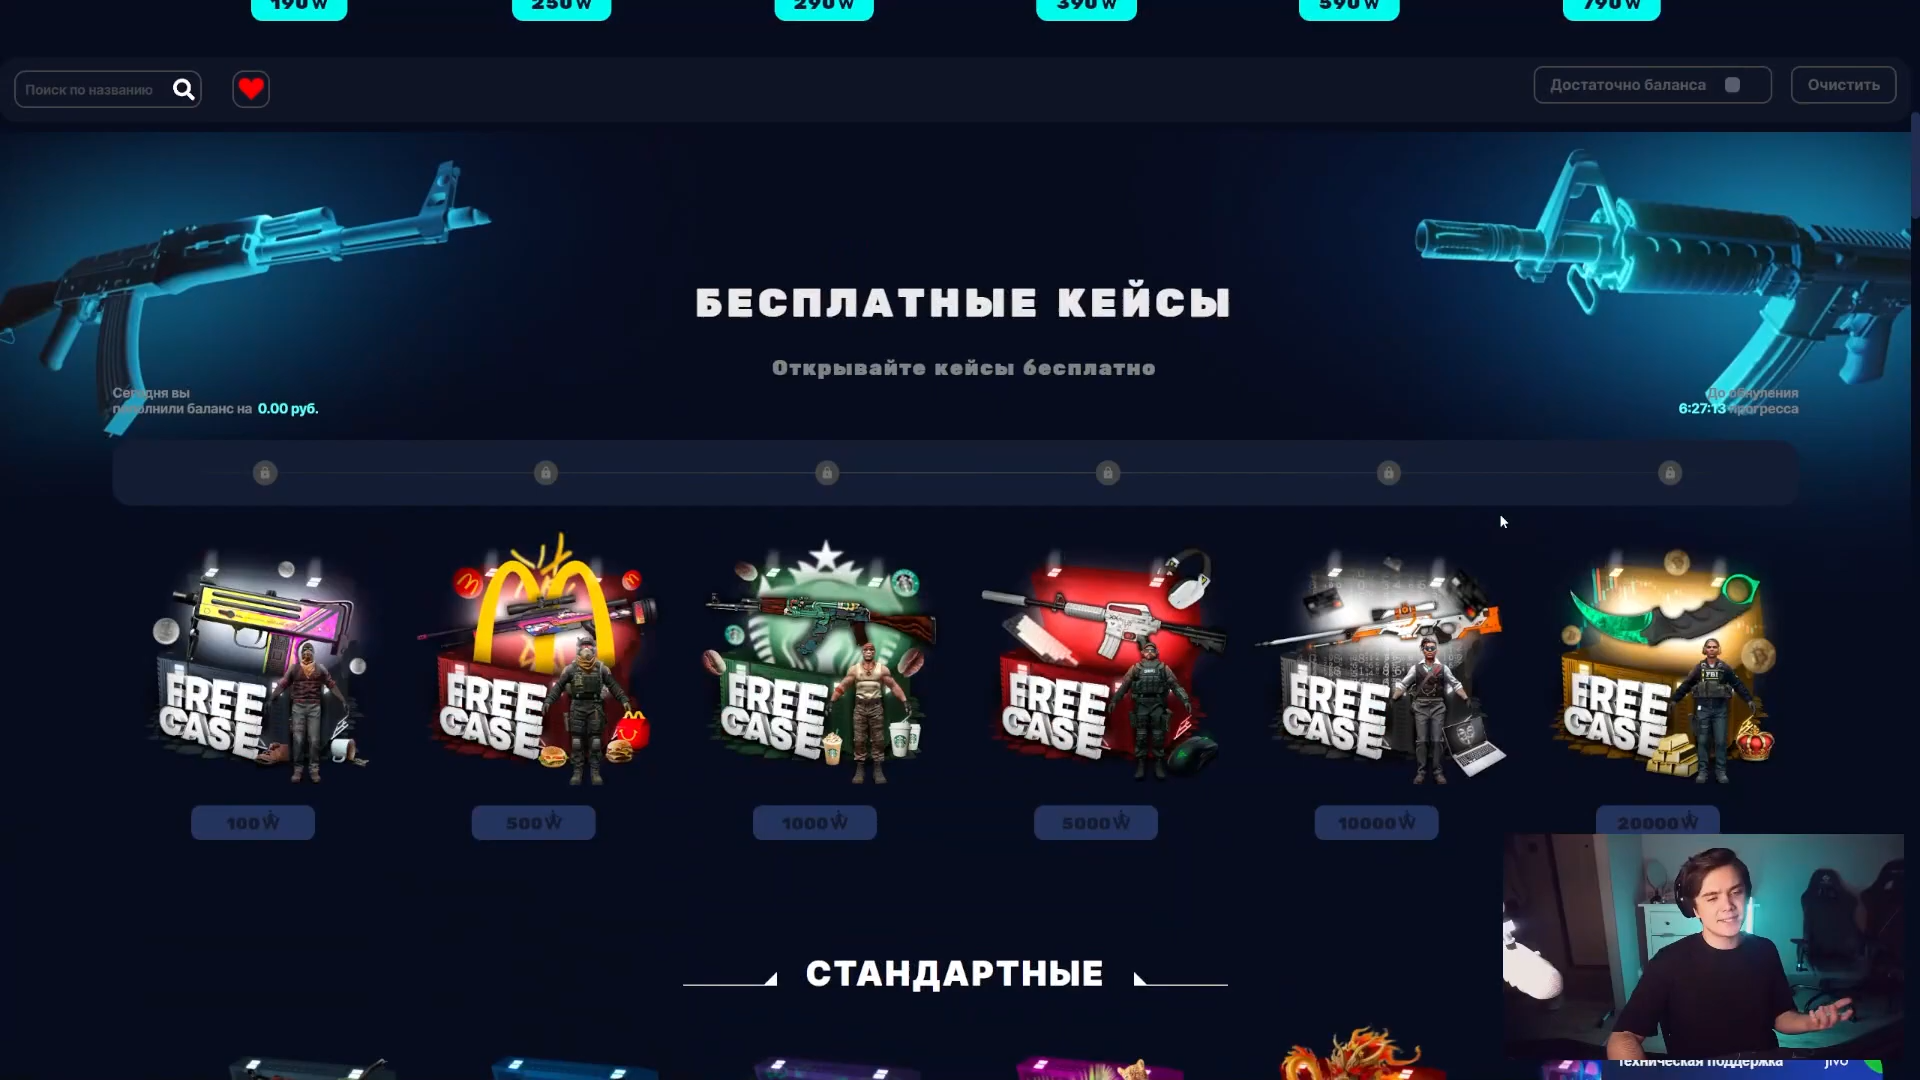 190W 250W 290W 390W 590W 790W
Поиск по названию
Достаточно баланса
Очистить
БЕСПЛАТНЫЕ КЕЙСЫ
Открывайте кейсы бесплатно
Сегодня вы
пополнили баланс на 0.00 руб.
До обнуления
6:27:13 прогресса
FREE CASE
FREE CASE
FREE CASE
FREE CASE
FREE CASE
FREE CASE
FBI
100W 500W 1000W 5000W 10000W 20000W
СТАНДАРТНЫЕ
Техническая поддержка jivo